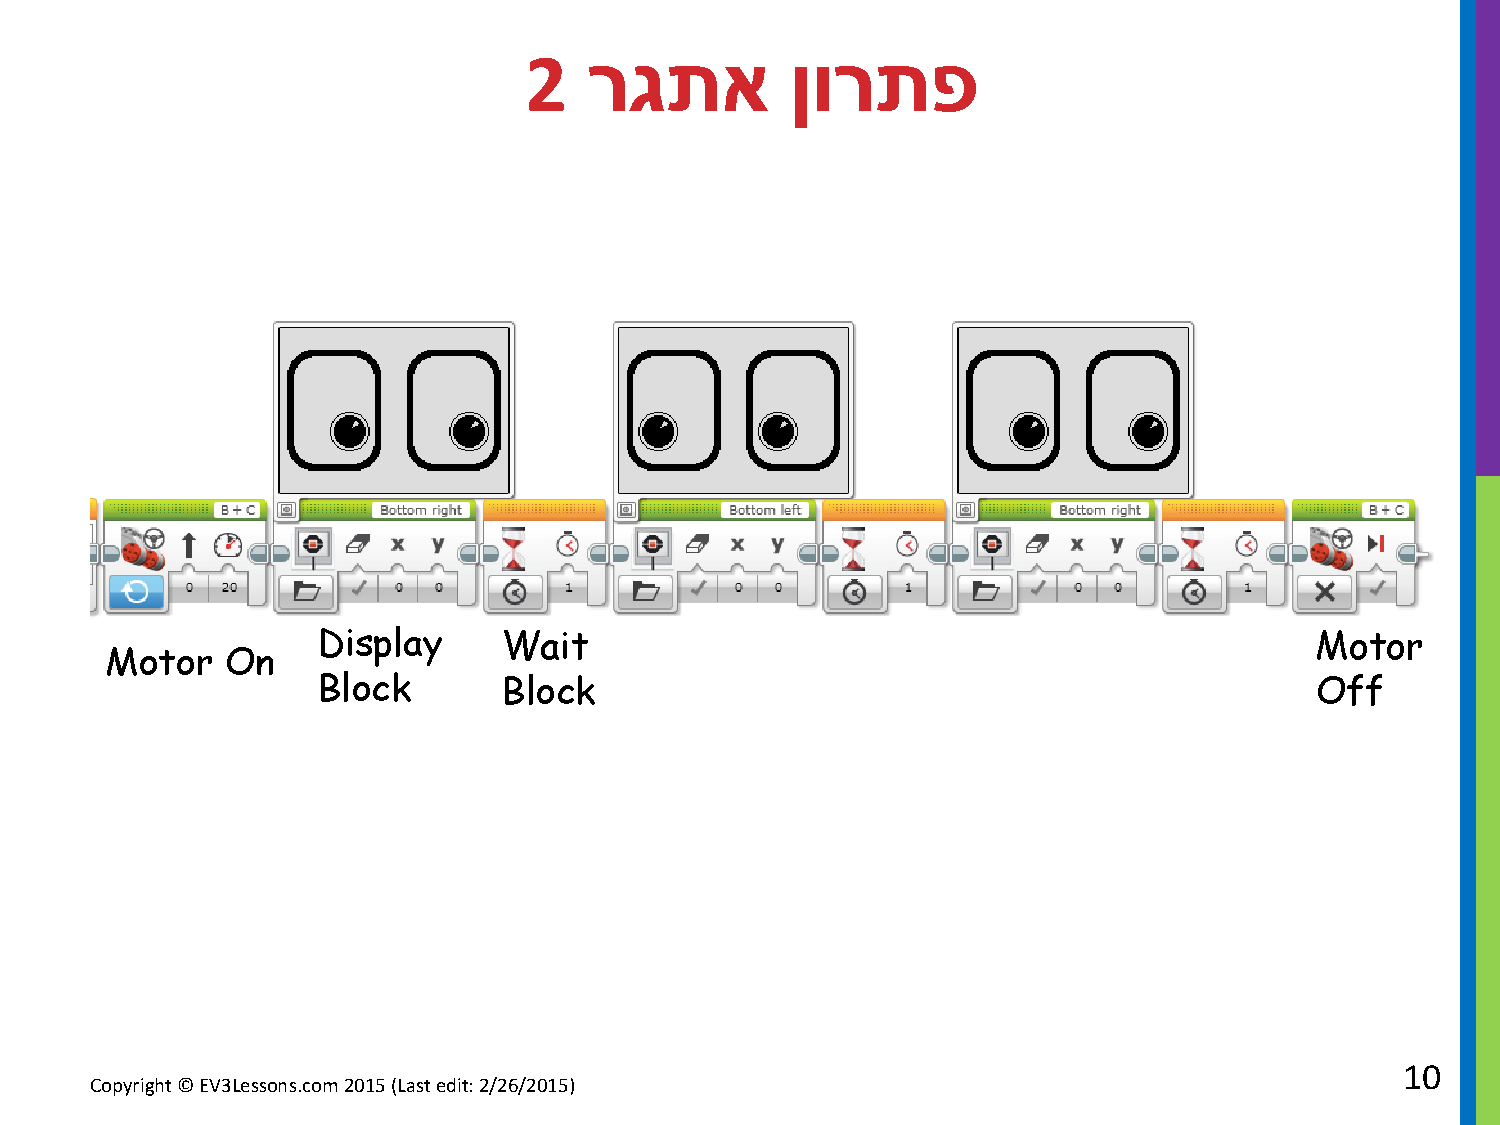 פתרון אתגר 2
B + C Bottom right Bottom left Bottom right B + C
x y x y x y
0 20 0 0 1 0 0 1 0 0 1
Motor On
Display
Block
Wait
Block
Motor
Off
Copyright © EV3Lessons.com 2015 (Last edit: 2/26/2015)
10